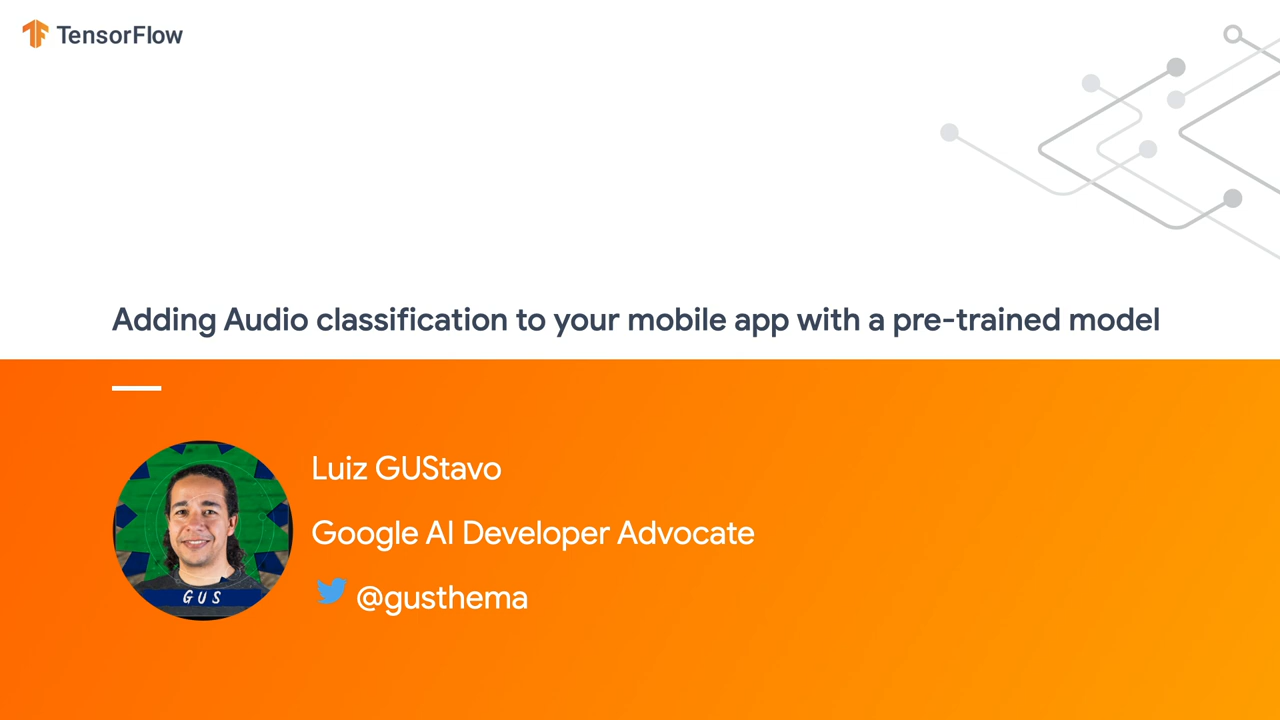 TensorFlow
Adding Audio classification to your mobile app with a pre-trained model
Luiz GUStavo
Google AI Developer Advocate
@gusthema
GUS